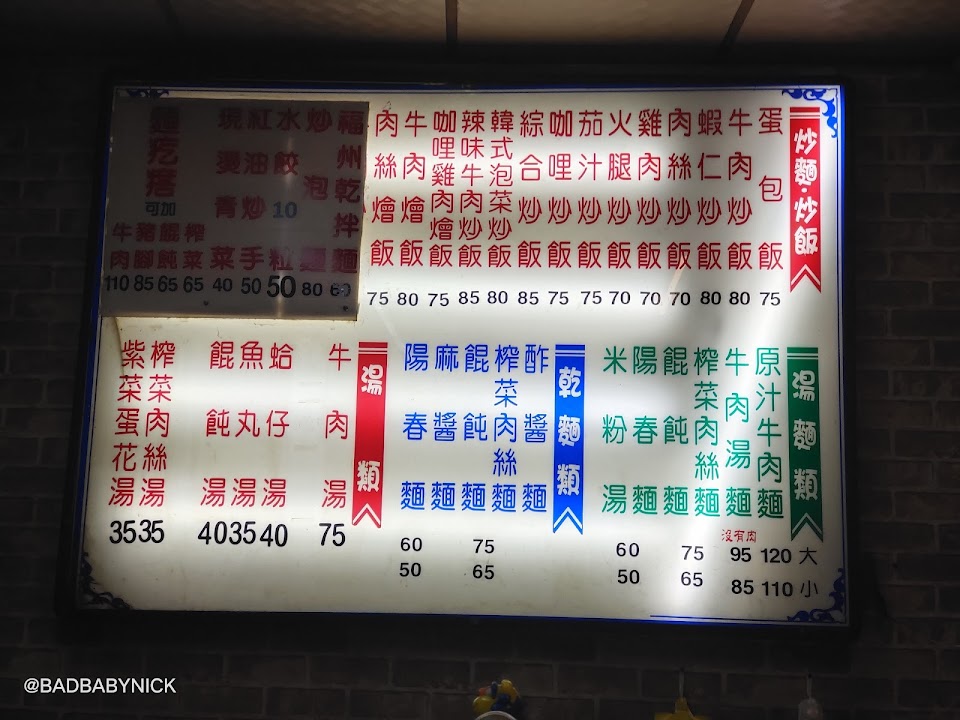 炒麵·炒飯
蛋包飯 75
牛肉炒飯 80
蝦仁炒飯 80
肉絲炒飯 70
雞肉炒飯 70
火腿炒飯 70
茄汁炒飯 75
咖哩炒飯 75
綜合炒飯 85
韓式泡菜炒飯 80
辣味牛肉炒飯 85
咖哩雞肉燴飯 75
牛肉燴飯 80
肉絲燴飯 75
福州乾拌麵 60
炒泡麵 80
水餃10粒 50
紅油炒手 50
燙青菜 40
麵疙瘩
可加
榨菜 65
餛飩 65
豬腳 85
牛肉 110
湯麵類
大
小
原汁牛肉麵 120 110
牛肉湯麵 沒有肉 95 85
榨菜肉絲麵 75 65
餛飩麵
陽春麵 60 50
米粉湯
乾麵類
酢醬麵
榨菜肉絲麵 75 65
餛飩麵
麻醬麵 60 50
陽春麵
湯類
牛肉湯 75
蛤仔湯 40
魚丸湯 35
餛飩湯 40
榨菜肉絲湯 35
紫菜蛋花湯 35
@BADBABYNICK